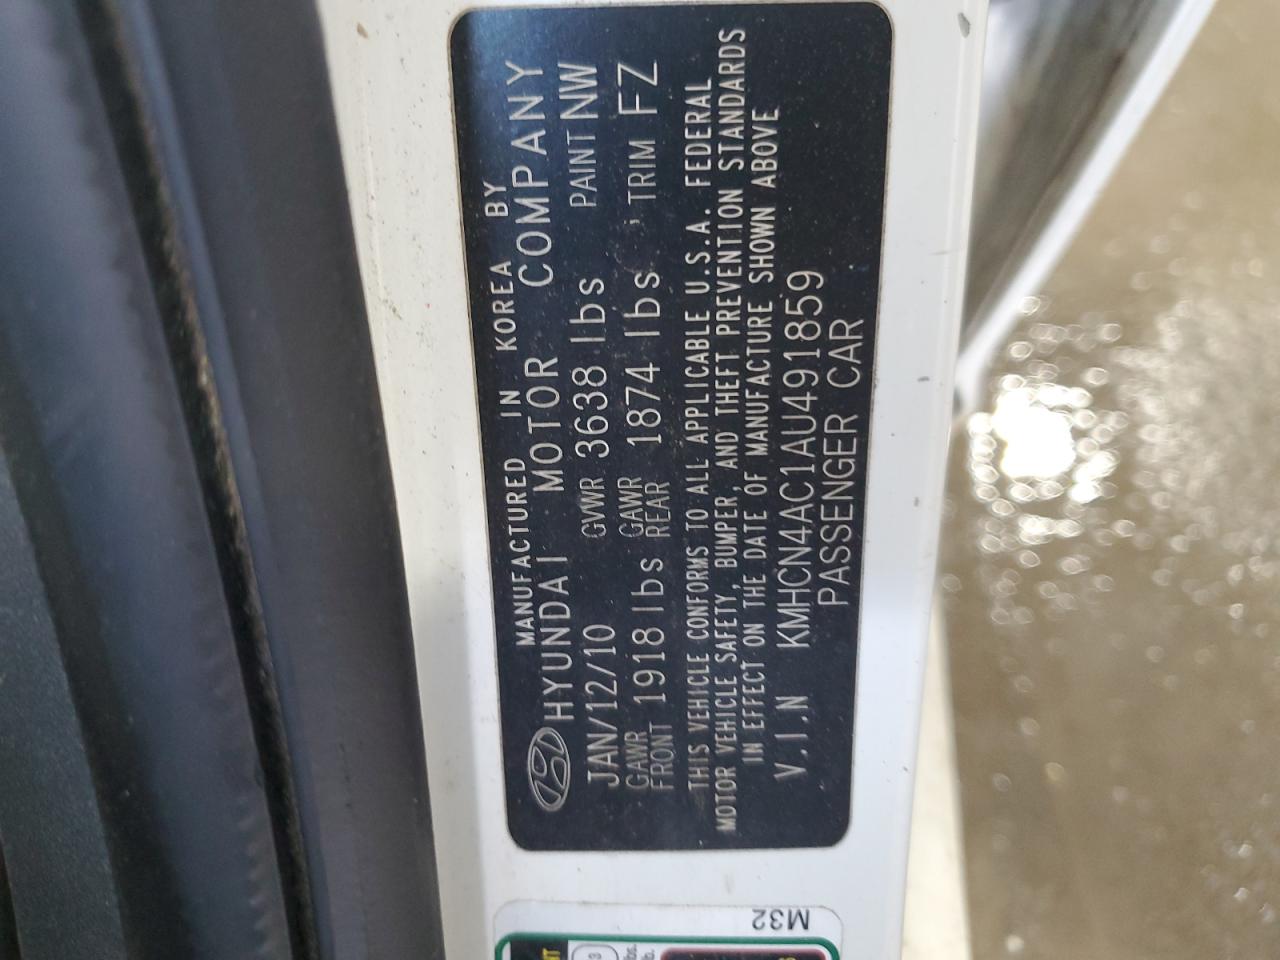 MANUFACTURED IN KOREA BY
HYUNDAI MOTOR COMPANY
JAN/12/10 GVWR 3638 lbs PAINT NW
GAWR FRONT 1918 lbs GAWR REAR 1874 lbs, TRIM FZ
THIS VEHICLE CONFORMS TO ALL APPLICABLE U.S.A. FEDERAL
MOTOR VEHICLE SAFETY, BUMPER, AND THEFT PREVENTION STANDARDS
IN EFFECT ON THE DATE OF MANUFACTURE SHOWN ABOVE
V.I.N KMHCN4AC1AU491859
PASSENGER CAR
M32